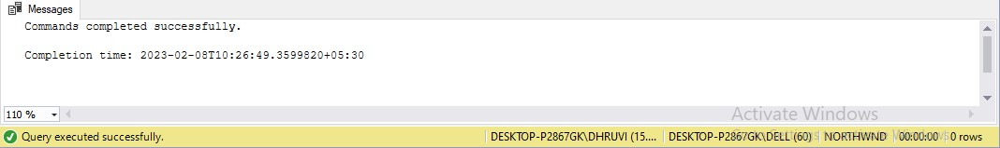 Messages
Commands completed successfully.
Completion time: 2023-02-08T10:26:49.3599820+05:30
110 %
Activate Windows
Query executed successfully.
DESKTOP-P2867GK\DHRUVI (15.... DESKTOP-P2867GK\DELL (60) NORTHWND 00:00:00 0 rows